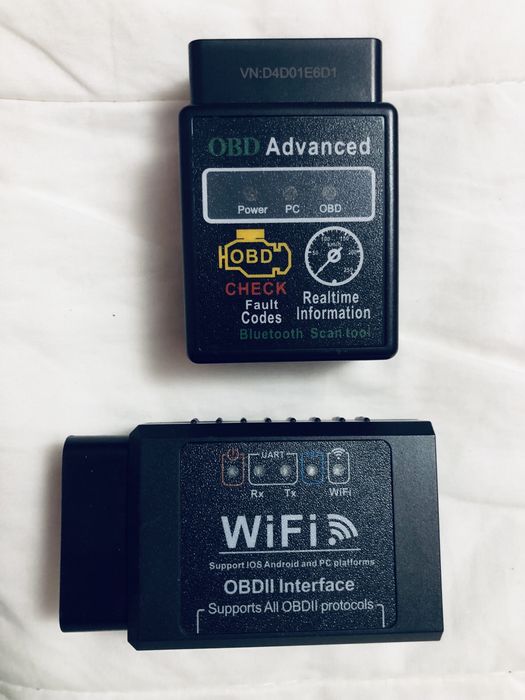 VN:D4D01E6D1
OBD Advanced
Power PC OBD
OBD
CHECK
Fault
Codes
km/h
Realtime
Information
Bluetooth Scan tool
UART
Rx Tx WiFi
WiFi
Support IOS Android and PC platforms
OBDII Interface
Supports All OBDII protocols